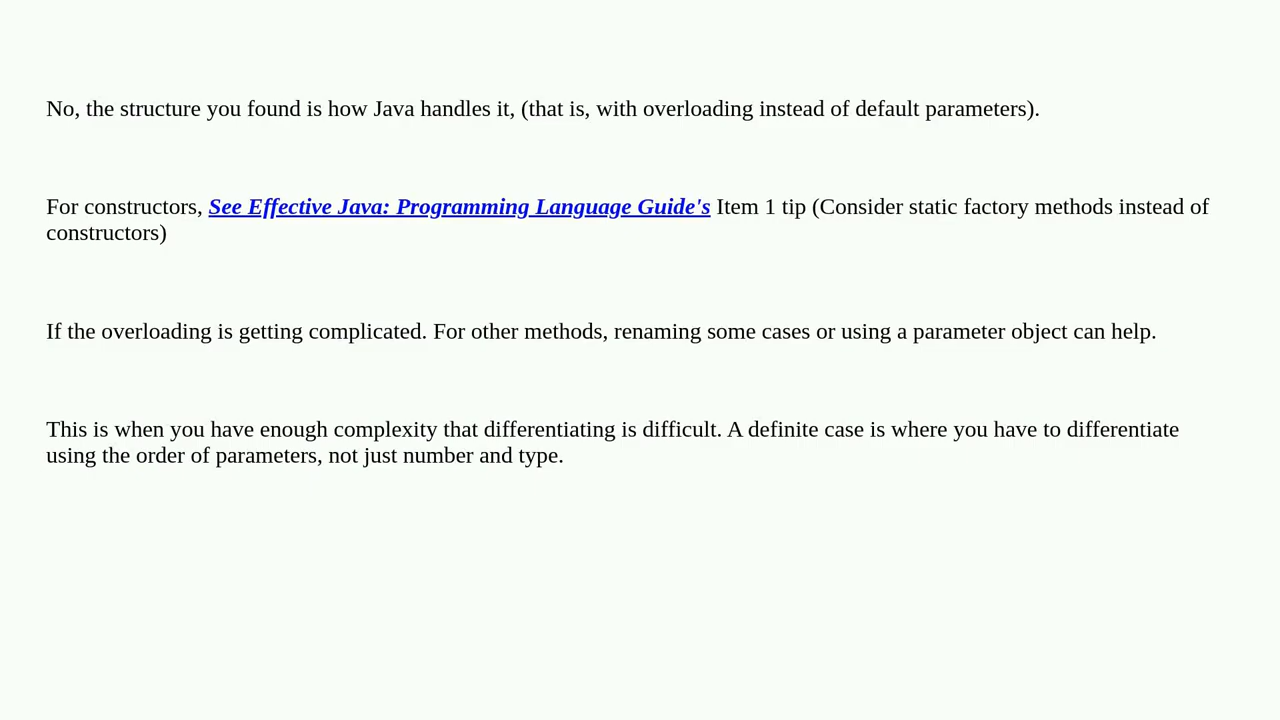 No, the structure you found is how Java handles it, (that is, with overloading instead of default parameters).
For constructors, See Effective Java: Programming Language Guide's Item 1 tip (Consider static factory methods instead of
constructors)
If the overloading is getting complicated. For other methods, renaming some cases or using a parameter object can help.
This is when you have enough complexity that differentiating is difficult. A definite case is where you have to differentiate
using the order of parameters, not just number and type.